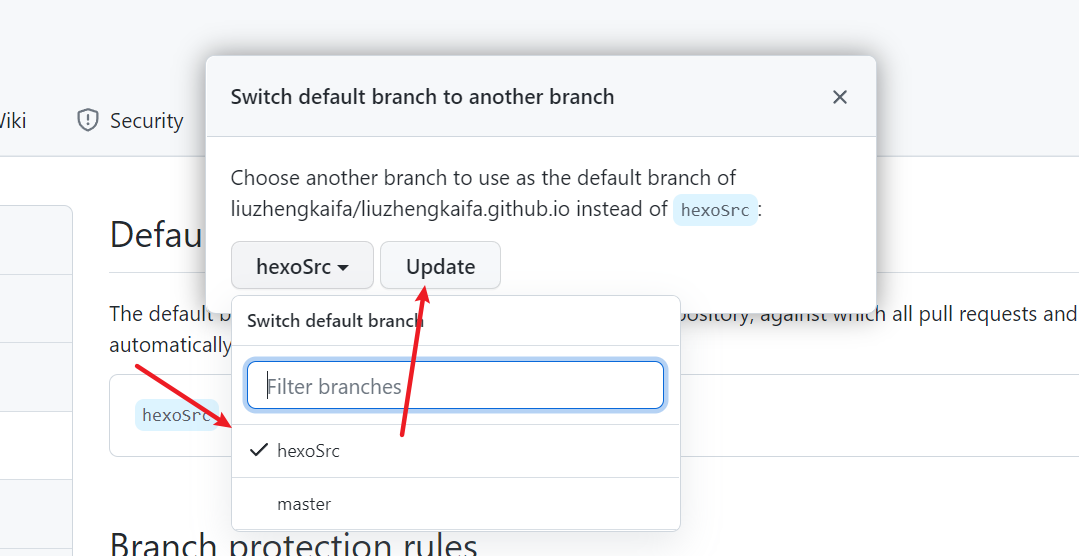 Switch default branch to another branch
Wiki
Security
Choose another branch to use as the default branch of
liuzhengkaifa/liuzhengkaifa.github.io instead of hexoSrc:
Defau
hexoSrc
Update
The default b
pository, against which all pull requests and
Switch default branch
automatically
Filter branches
hexoSrc
hexoSrc
master
Branch protection rules